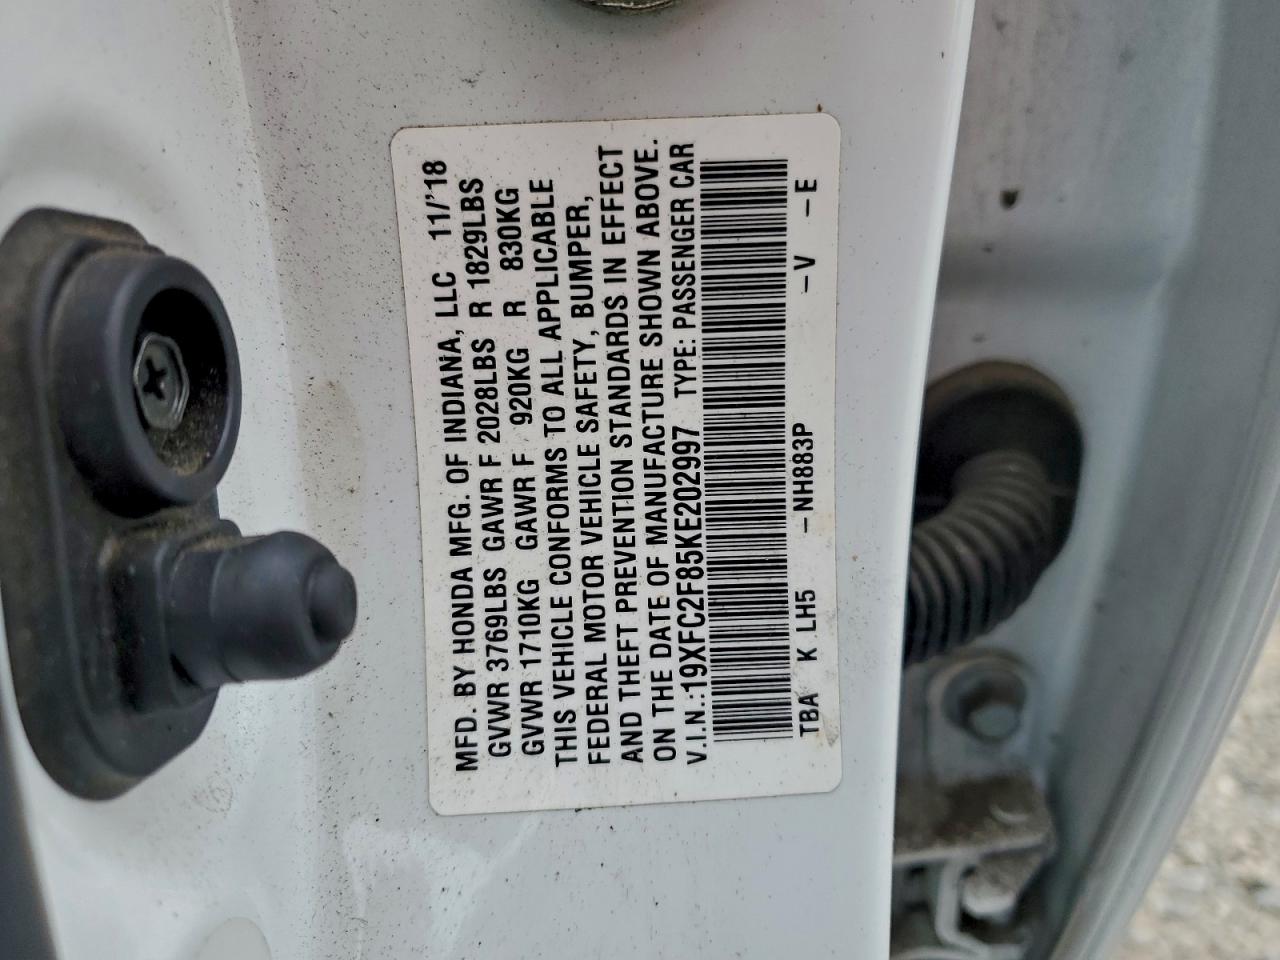 MFD. BY HONDA MFG. OF INDIANA, LLC 11/'18
GVWR 3769LBS GAWR F 2028LBS R 1829LBS
GVWR 1710KG GAWR F 920KG R 830KG
THIS VEHICLE CONFORMS TO ALL APPLICABLE
FEDERAL MOTOR VEHICLE SAFETY, BUMPER,
AND THEFT PREVENTION STANDARDS IN EFFECT
ON THE DATE OF MANUFACTURE SHOWN ABOVE.
V.I.N.:19XFC2F85KE202997 TYPE: PASSENGER CAR
TBA K LH5 -NH883P -V -E